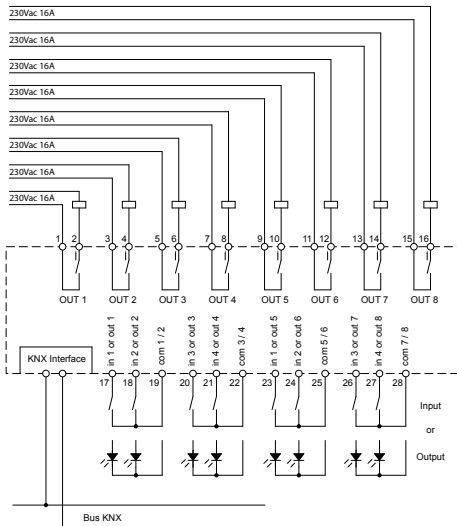 230Vac 16A
230Vac 16A
230Vac 16A
230Vac 16A
230Vac 16A
230Vac 16A
230Vac 16A
230Vac 16A
1 2 3 4 5 6 7 8 9 10 11 12 13 14 15 16
OUT 1 OUT 2 OUT 3 OUT 4 OUT 5 OUT 6 OUT 7 OUT 8
KNX Interface
in 1 or out 1
in 2 or out 2
com 1 / 2
in 3 or out 3
in 4 or out 4
com 3 / 4
in 1 or out 5
in 2 or out 6
com 5 / 6
in 3 or out 7
in 4 or out 8
com 7 / 8
17 18 19 20 21 22 23 24 25 26 27 28
Input
or
Output
Bus KNX